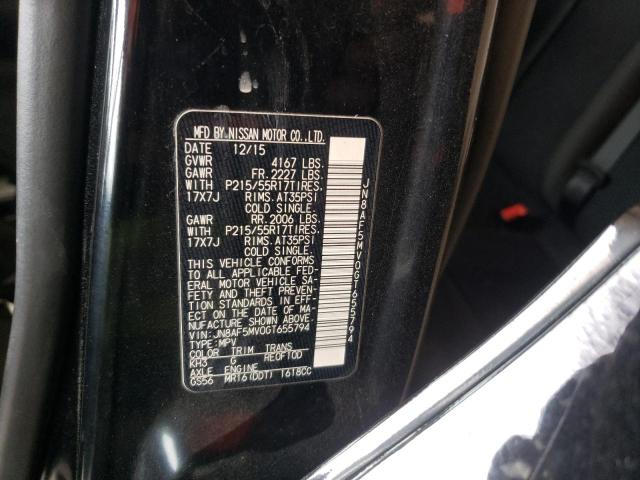 MFD BY NISSAN MOTOR CO.,LTD.
DATE 12/15
GVWR 4167 LBS.
GAWR FR. 2227 LBS.
WITH P215/55R17TIRES.
17X7J RIMS. AT35PSI
COLD SINGLE.
GAWR RR. 2006 LBS.
WITH P215/55R17TIRES.
17X7J RIMS. AT35PSI
COLD SINGLE.
THIS VEHICLE CONFORMS
TO ALL APPLICABLE FED-
ERAL MOTOR VEHICLE SA-
FETY AND THEFT PREVEN-
TION STANDARDS IN EFF-
ECT ON THE DATE OF MA-
NUFACTURE SHOWN ABOVE.
VIN: JN8AF5MV0GT655794
TYPE: MPV
COLOR TRIM TRANS
KH3 G RE0F10D
AXLE ENGINE
GS56 MR16(DDT) 1618CC
JN8AF5MV0GT655794